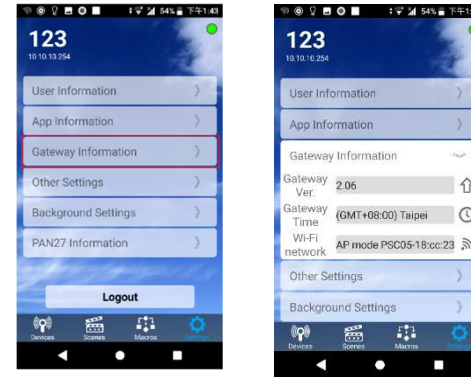 54% 下午1:43
123
10.10.10.254
User Information
App Information
Gateway Information
Other Settings
Background Settings
PAN27 Information
Logout
Devices
Scenes
Macros
Settings
54% 下午1:
123
10.10.10.254
User Information
App Information
Gateway Information
Gateway Ver.
2.06
Gateway Time
(GMT+08:00) Taipei
Wi-Fi network
AP mode PSC05-18:cc:23
Other Settings
Background Settings
Devices
Scenes
Macros
Settings